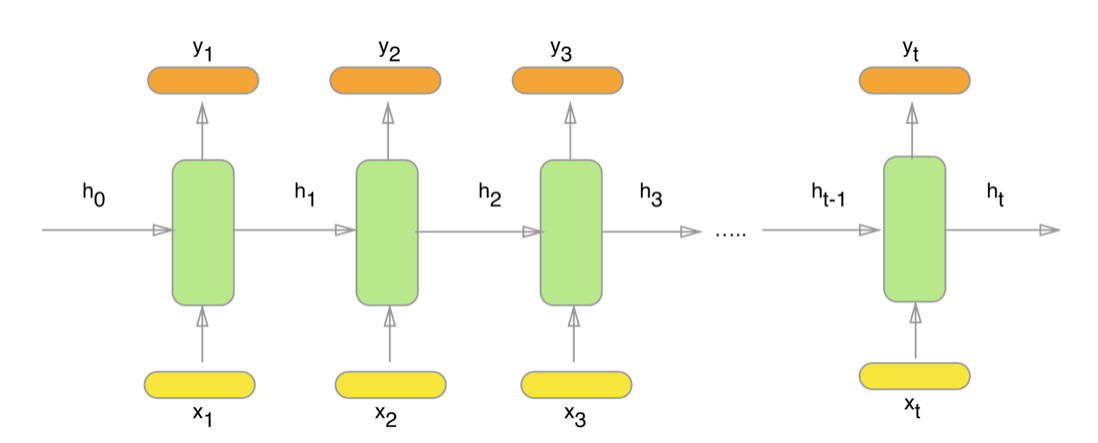 y1 y2 y3 yt
h0 h1 h2 h3 ..... ht-1 ht
x1 x2 x3 xt